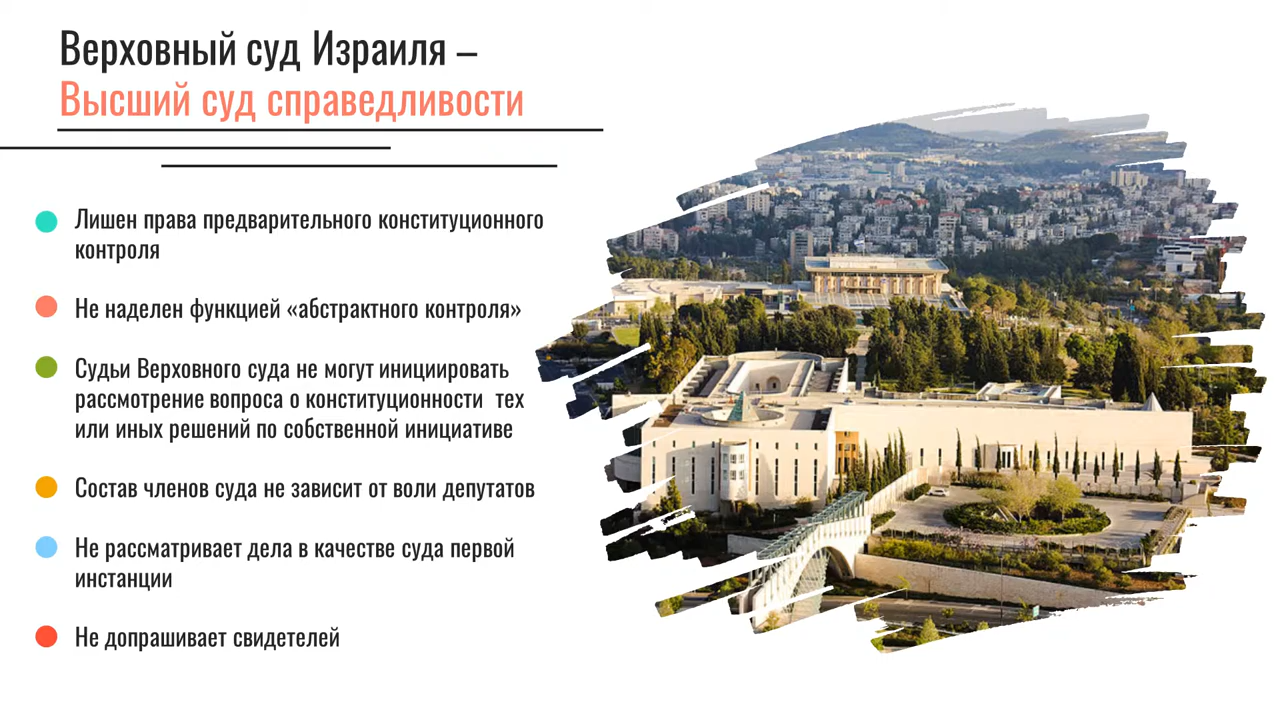 Верховный суд Израиля –
Высший суд справедливости
Лишен права предварительного конституционного
контроля
Не наделен функцией «абстрактного контроля»
Судьи Верховного суда не могут инициировать
рассмотрение вопроса о конституционности тех
или иных решений по собственной инициативе
Состав членов суда не зависит от воли депутатов
Не рассматривает дела в качестве суда первой
инстанции
Не допрашивает свидетелей